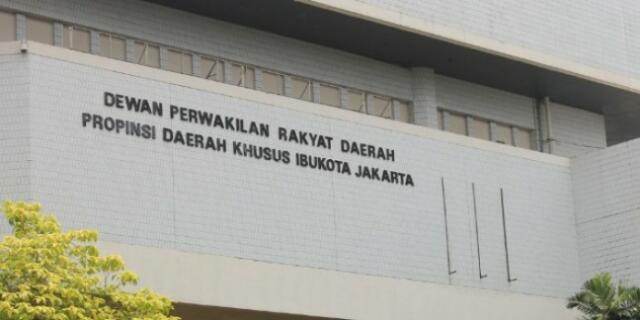 DEWAN PERWAKILAN RAKYAT DAERAH
PROPINSI DAERAH KHUSUS IBUKOTA JAKARTA